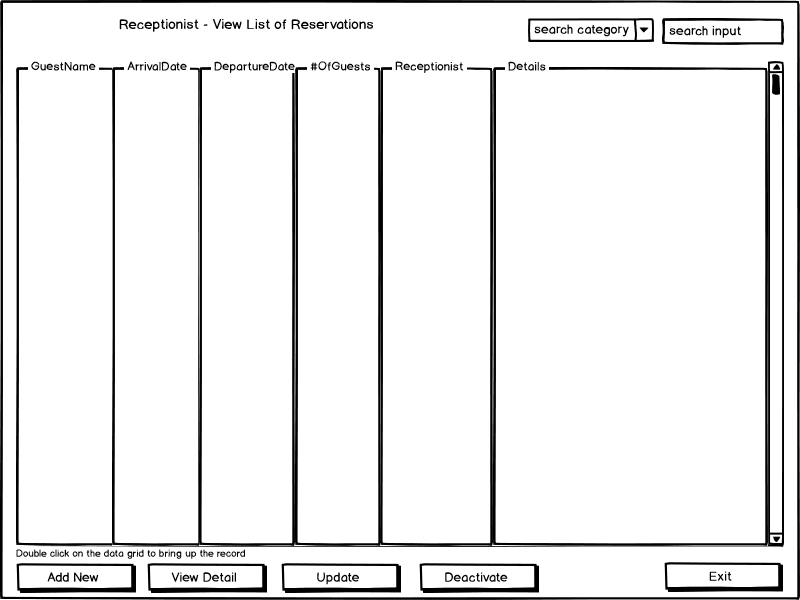 Receptionist - View List of Reservations
search category
search input
GuestName ArrivalDate DepartureDate #OfGuests Receptionist Details
Double click on the data grid to bring up the record
Add New View Detail Update Deactivate Exit